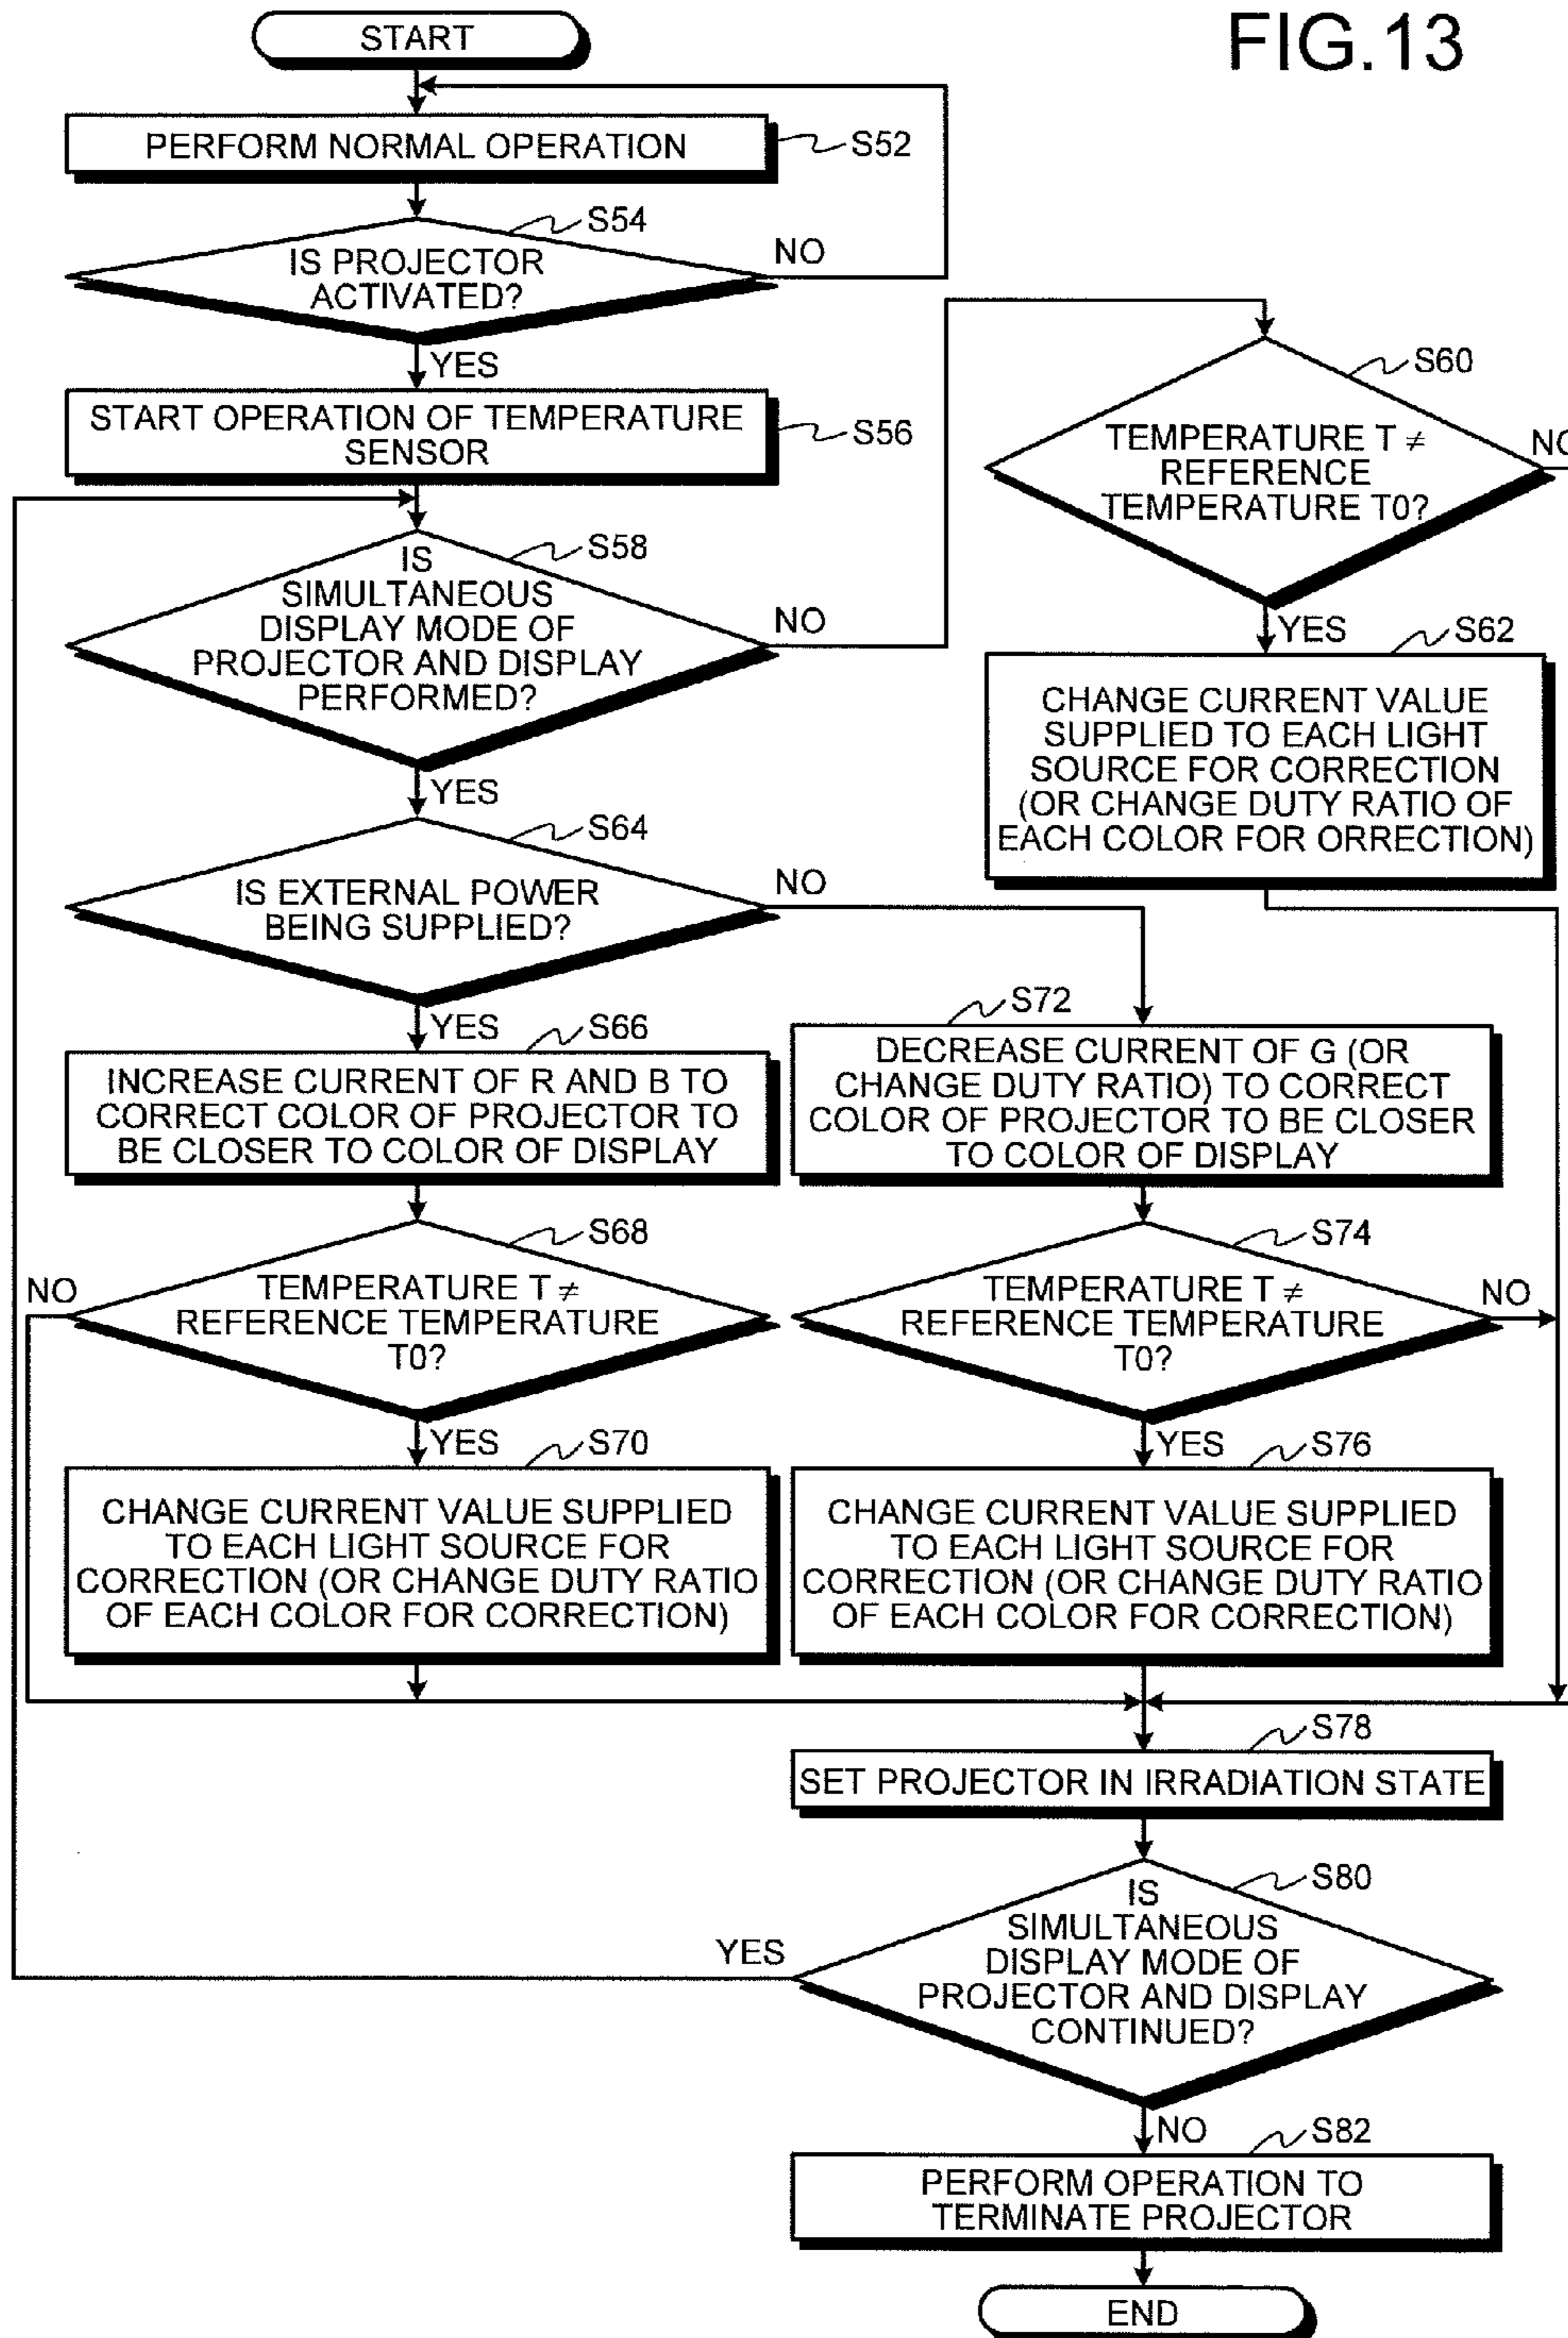 FIG.13
START
PERFORM NORMAL OPERATION
S52
S54
IS PROJECTOR
ACTIVATED?
NO
YES
START OPERATION OF TEMPERATURE
SENSOR
S56
S58
IS
SIMULTANEOUS
DISPLAY MODE OF
PROJECTOR AND DISPLAY
PERFORMED?
NO
YES
S60
TEMPERATURE T ≠
REFERENCE
TEMPERATURE T0?
NO
YES
S62
CHANGE CURRENT VALUE
SUPPLIED TO EACH LIGHT
SOURCE FOR CORRECTION
(OR CHANGE DUTY RATIO OF
EACH COLOR FOR ORRECTION)
S64
IS EXTERNAL POWER
BEING SUPPLIED?
NO
YES
S66
INCREASE CURRENT OF R AND B TO
CORRECT COLOR OF PROJECTOR TO
BE CLOSER TO COLOR OF DISPLAY
S72
DECREASE CURRENT OF G (OR
CHANGE DUTY RATIO) TO CORRECT
COLOR OF PROJECTOR TO BE CLOSER
TO COLOR OF DISPLAY
S68
NO
TEMPERATURE T ≠
REFERENCE TEMPERATURE
T0?
YES
S74
TEMPERATURE T ≠
REFERENCE TEMPERATURE
T0?
NO
YES
S70
CHANGE CURRENT VALUE SUPPLIED
TO EACH LIGHT SOURCE FOR
CORRECTION (OR CHANGE DUTY RATIO
OF EACH COLOR FOR CORRECTION)
S76
CHANGE CURRENT VALUE SUPPLIED
TO EACH LIGHT SOURCE FOR
CORRECTION (OR CHANGE DUTY RATIO
OF EACH COLOR FOR CORRECTION)
S78
SET PROJECTOR IN IRRADIATION STATE
S80
IS
SIMULTANEOUS
DISPLAY MODE OF
PROJECTOR AND DISPLAY
CONTINUED?
YES
NO
S82
PERFORM OPERATION TO
TERMINATE PROJECTOR
END